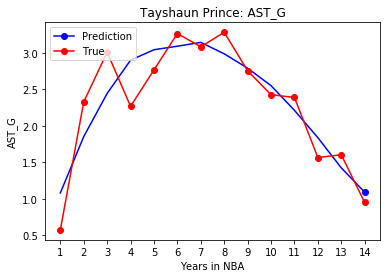 Tayshaun Prince: AST_G
Prediction
True
AST_G
3.0
2.5
2.0
1.5
1.0
0.5
1 2 3 4 5 6 7 8 9 10 11 12 13 14
Years in NBA